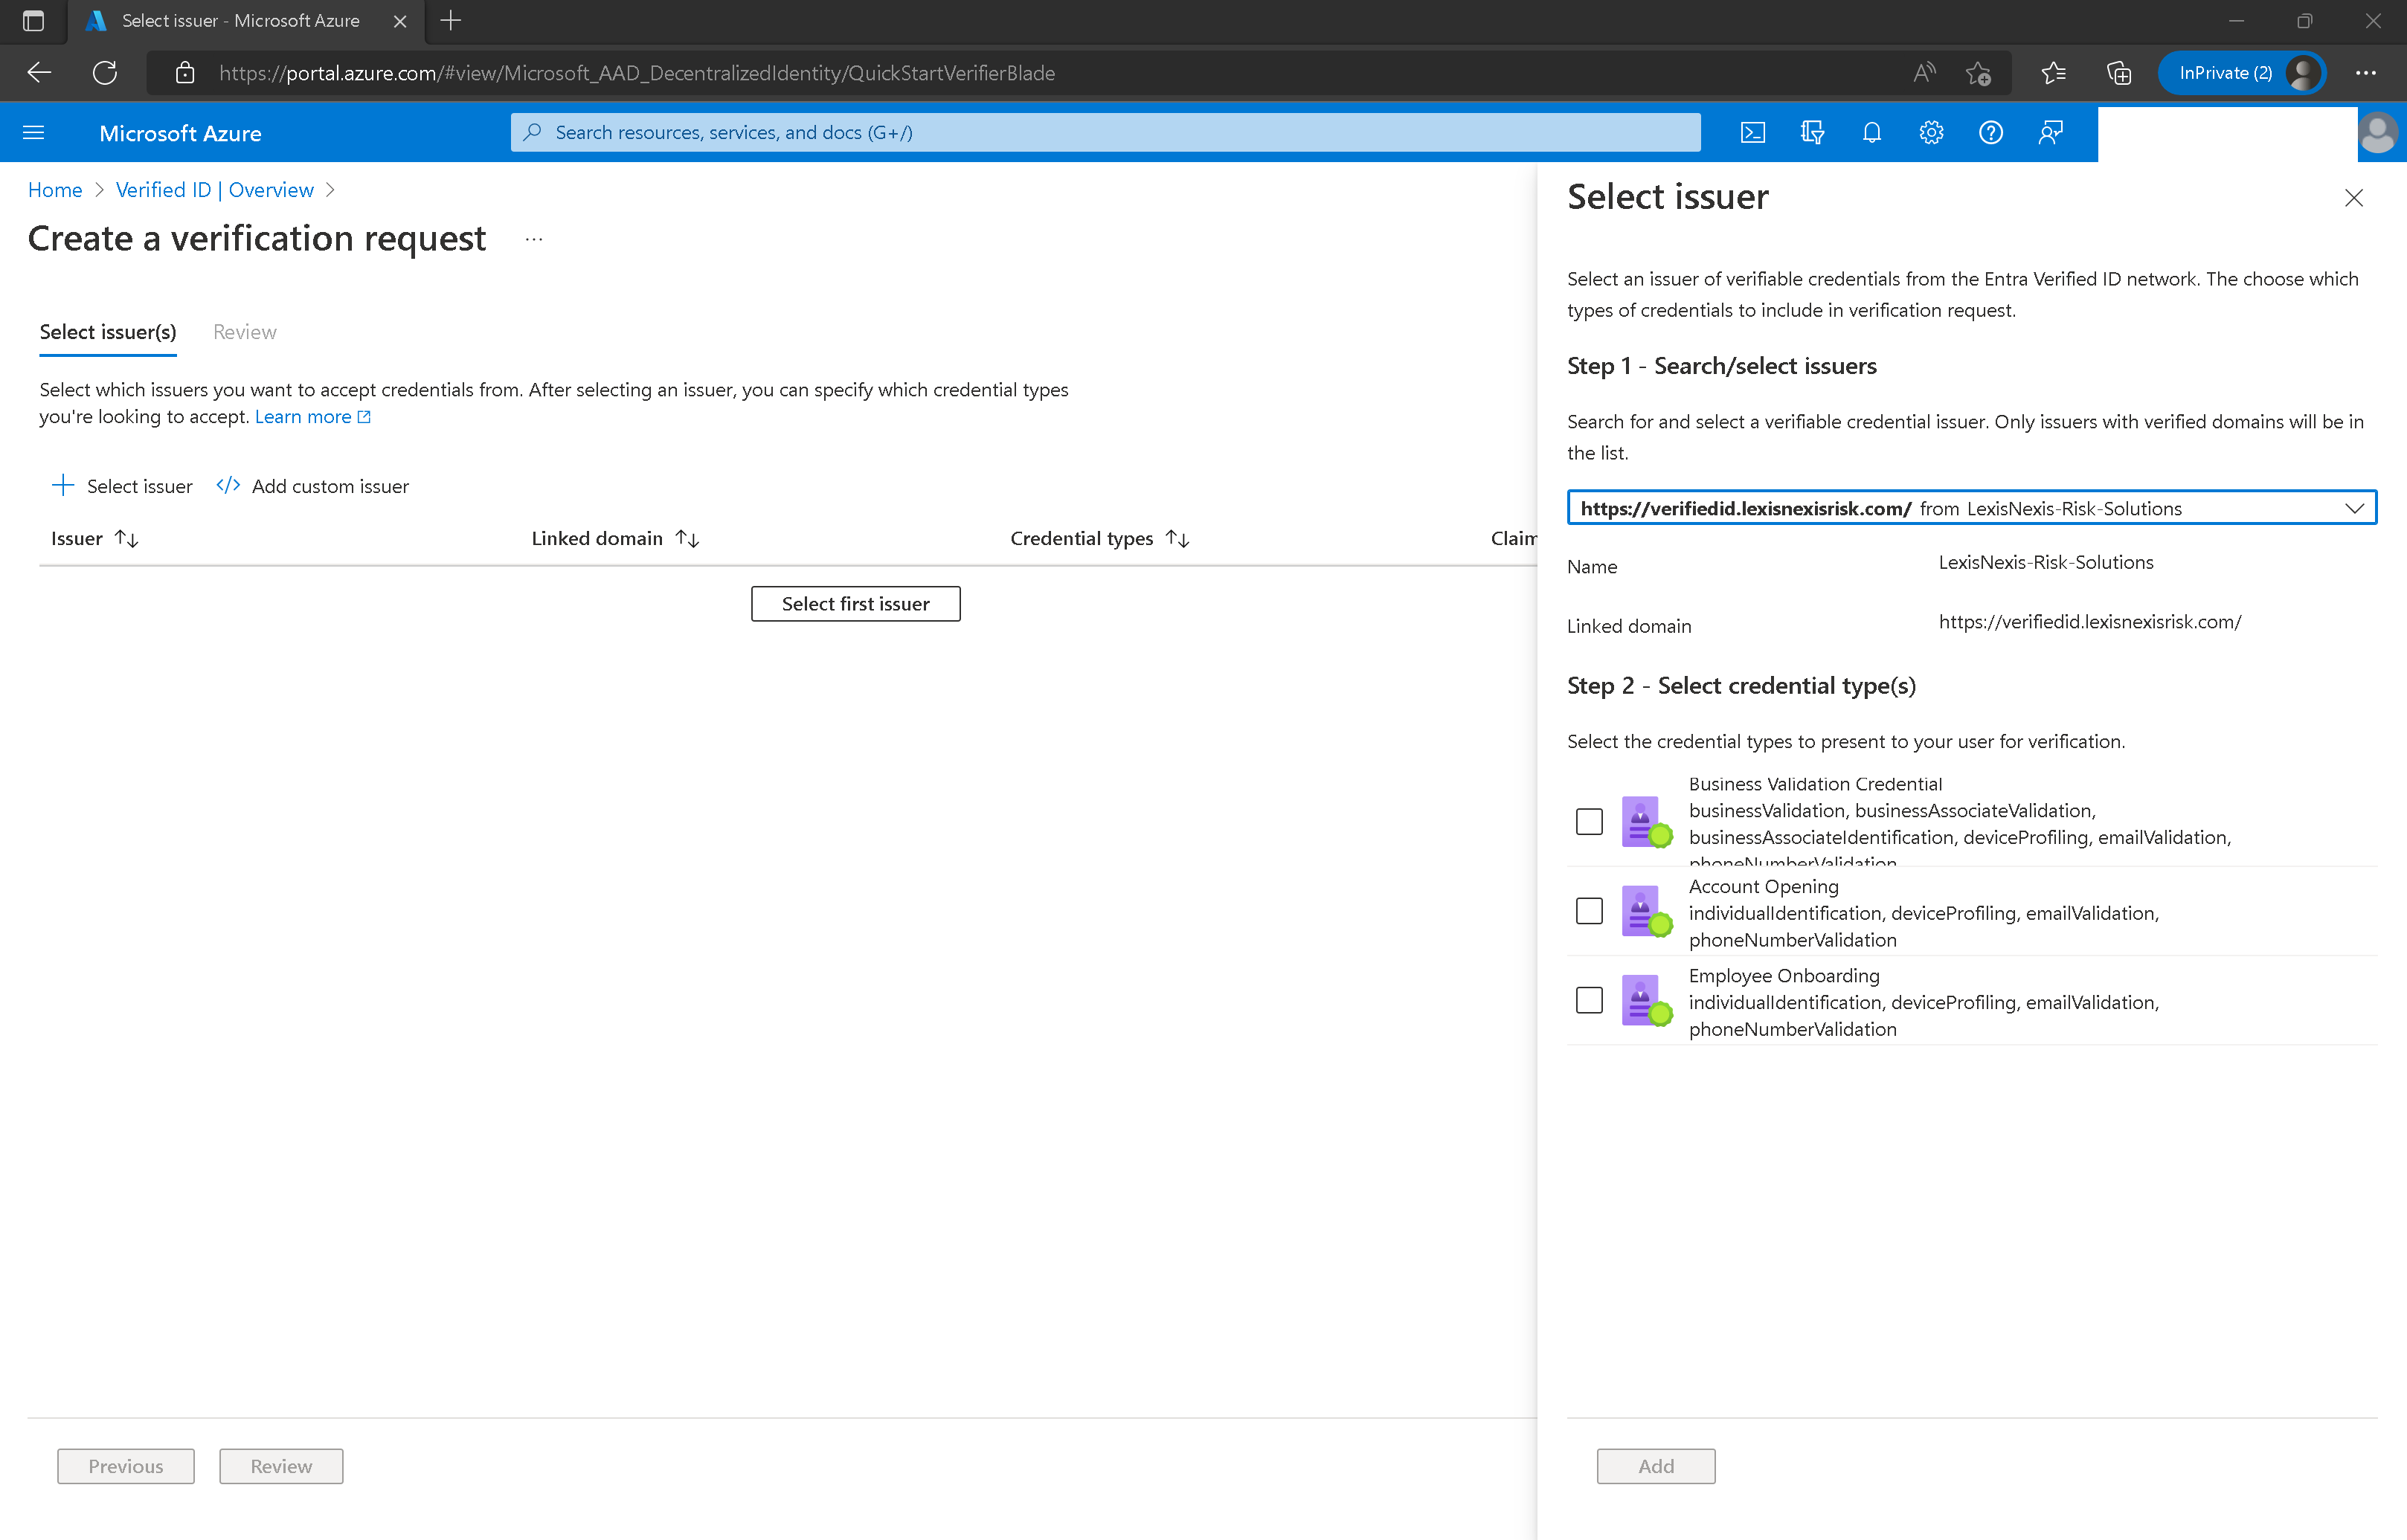 Select issuer - Microsoft Azure
https://portal.azure.com/#view/Microsoft_AAD_DecentralizedIdentity/QuickStartVerifierBlade
InPrivate (2)
Microsoft Azure
Search resources, services, and docs (G+/)
Home > Verified ID | Overview >
Create a verification request ...
Select issuer(s) Review
Select which issuers you want to accept credentials from. After selecting an issuer, you can specify which credential types
you're looking to accept. Learn more
Select issuer </> Add custom issuer
Issuer Linked domain Credential types Claim
Select first issuer
Previous Review
Select issuer
Select an issuer of verifiable credentials from the Entra Verified ID network. The choose which
types of credentials to include in verification request.
Step 1 - Search/select issuers
Search for and select a verifiable credential issuer. Only issuers with verified domains will be in
the list.
https://verifiedid.lexisnexisrisk.com/ from LexisNexis-Risk-Solutions
Name LexisNexis-Risk-Solutions
Linked domain https://verifiedid.lexisnexisrisk.com/
Step 2 - Select credential type(s)
Select the credential types to present to your user for verification.
Business Validation Credential
businessValidation, businessAssociateValidation,
businessAssociateIdentification, deviceProfiling, emailValidation,
phoneNumberValidation
Account Opening
individualIdentification, deviceProfiling, emailValidation,
phoneNumberValidation
Employee Onboarding
individualIdentification, deviceProfiling, emailValidation,
phoneNumberValidation
Add